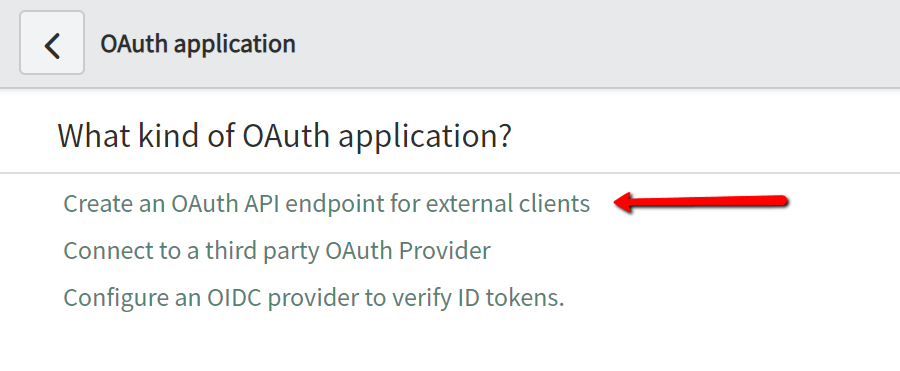 OAuth application
What kind of OAuth application?
Create an OAuth API endpoint for external clients
Connect to a third party OAuth Provider
Configure an OIDC provider to verify ID tokens.